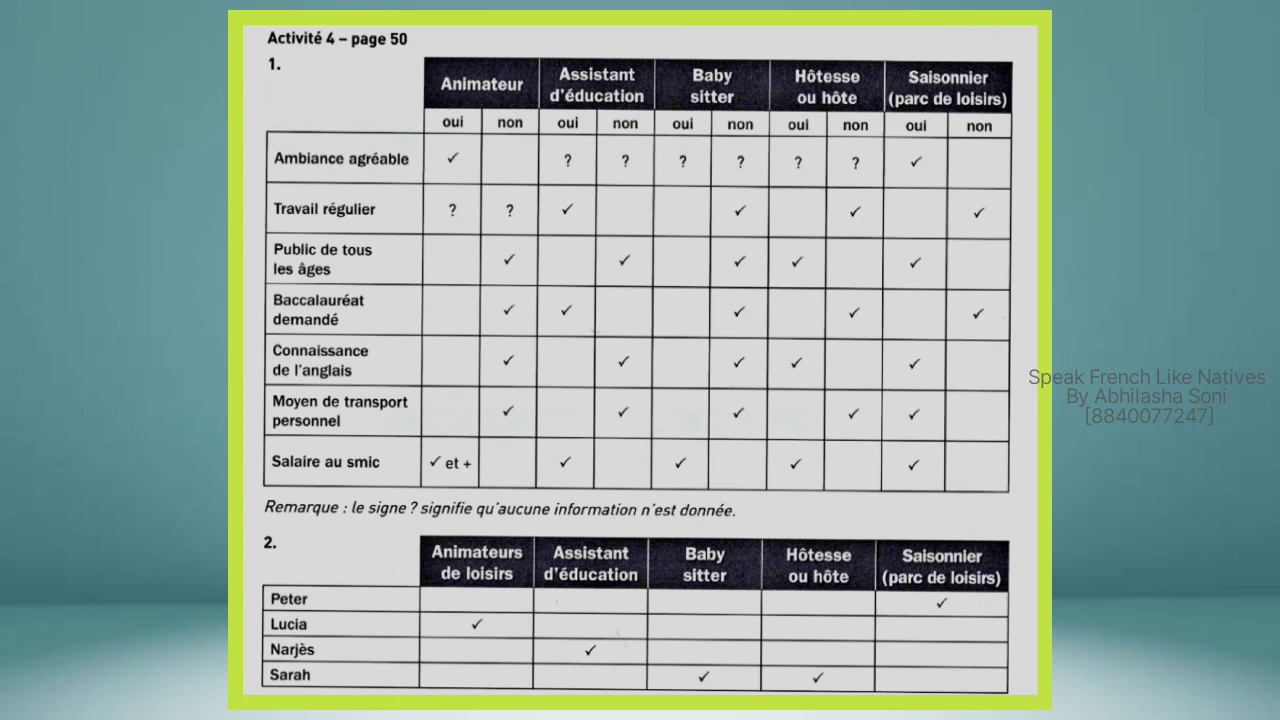 Activité 4 – page 50
1.
Animateur Assistant d'éducation Baby sitter Hôtesse ou hôte Saisonnier (parc de loisirs)
oui non oui non oui non oui non oui non
Ambiance agréable ✓ ? ? ? ? ? ? ✓
Travail régulier ? ? ✓ ✓ ✓ ✓
Public de tous les âges ✓ ✓ ✓ ✓ ✓
Baccalauréat demandé ✓ ✓ ✓ ✓ ✓
Connaissance de l'anglais ✓ ✓ ✓ ✓ ✓
Moyen de transport personnel ✓ ✓ ✓ ✓ ✓
Salaire au smic ✓ et + ✓ ✓ ✓ ✓
Remarque : le signe ? signifie qu'aucune information n'est donnée.
2.
Animateurs de loisirs Assistant d'éducation Baby sitter Hôtesse ou hôte Saisonnier (parc de loisirs)
Peter ✓
Lucia ✓
Narjès ✓
Sarah ✓ ✓
Speak French Like Natives
By Abhilasha Soni
[8840077247]